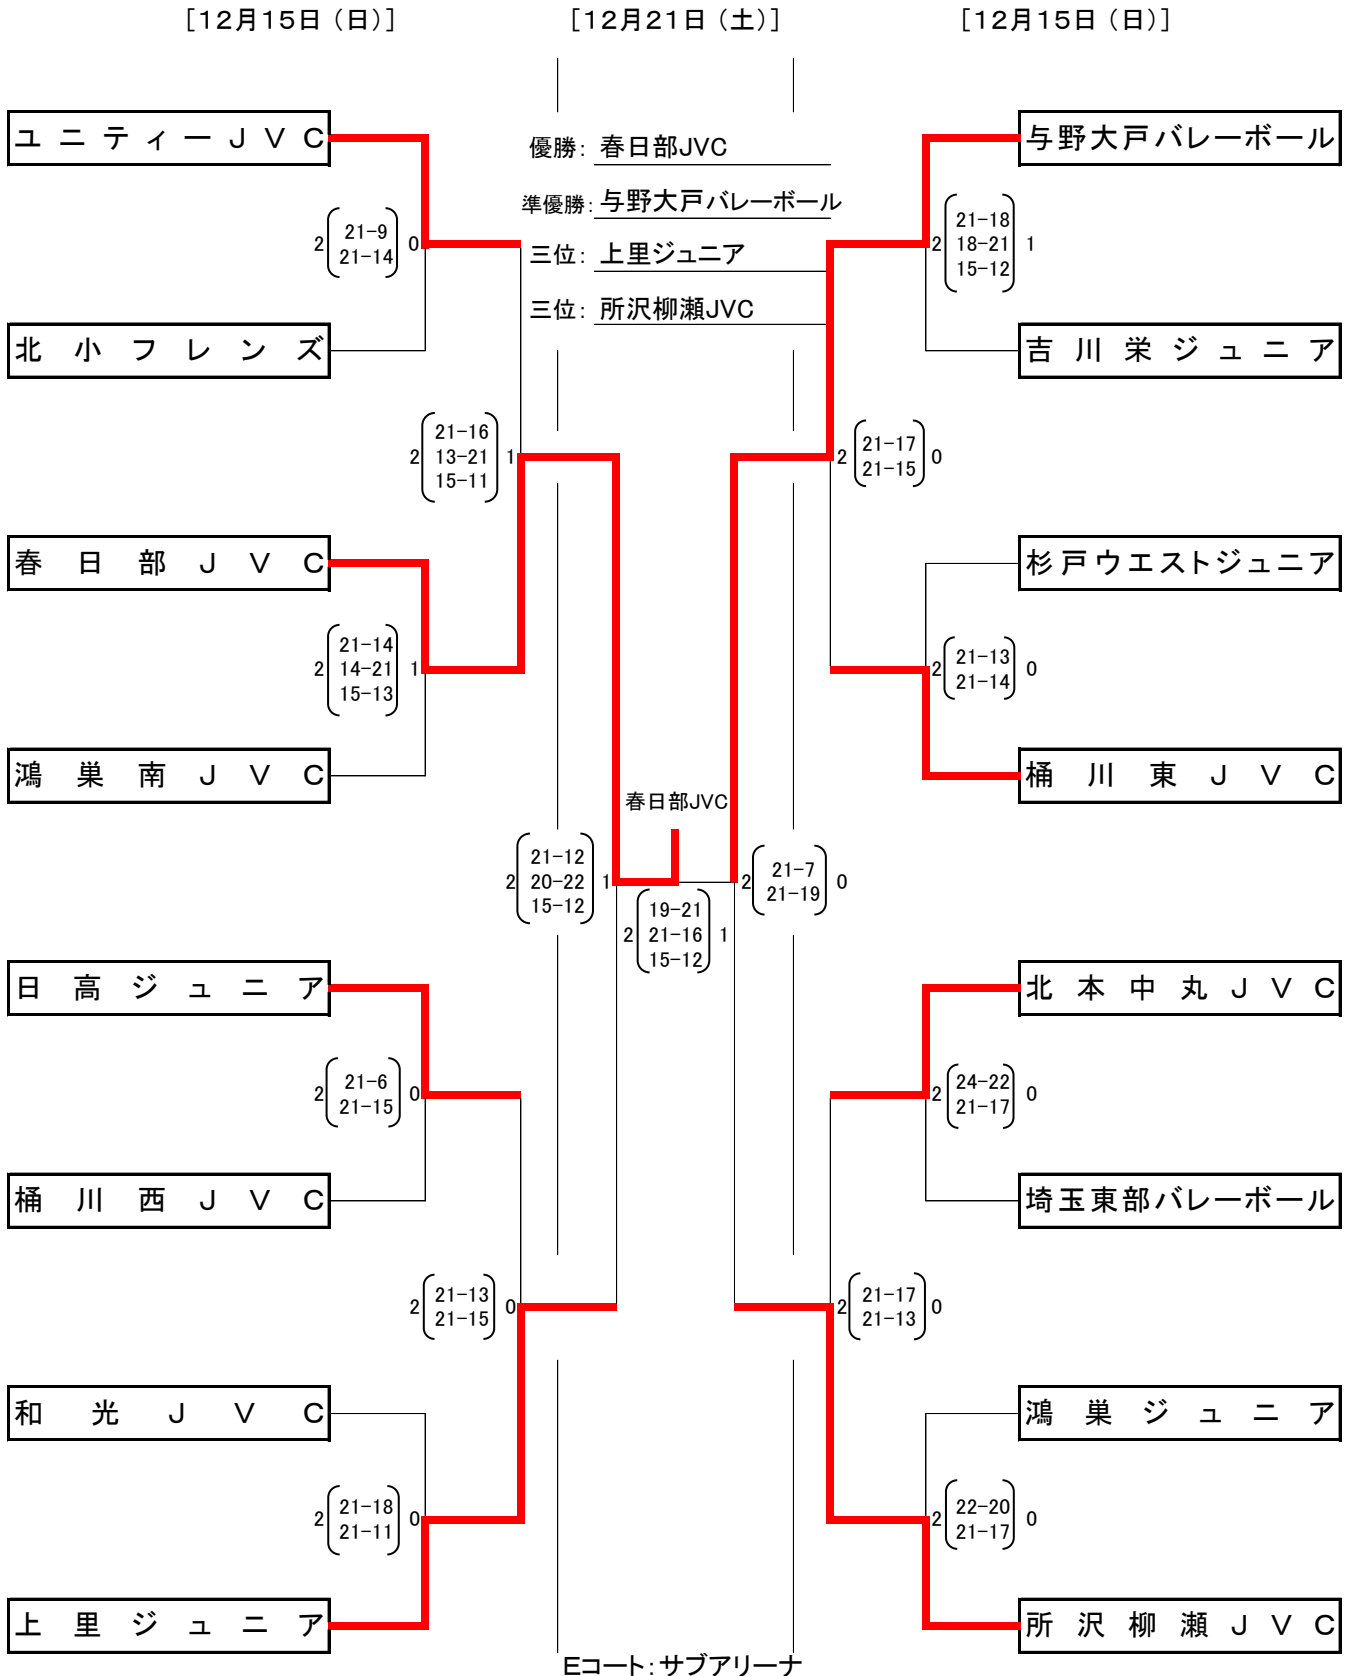 [12月15日（日）] [12月21日（土）] [12月15日（日）]
ユニティーJVC
与野大戸バレーボール
優勝: 春日部JVC
準優勝: 与野大戸バレーボール
三位: 上里ジュニア
三位: 所沢柳瀬JVC
2 21-9 0
21-14
2 21-18 1
18-21
15-12
北小フレンズ
吉川栄ジュニア
2 21-16 1
13-21
15-11
2 21-17 0
21-15
春日部JVC
杉戸ウエストジュニア
2 21-14 1
14-21
15-13
2 21-13 0
21-14
鴻巣南JVC
桶川東JVC
春日部JVC
2 21-12 1
20-22
15-12
2 21-7 0
21-19
2 19-21 1
21-16
15-12
日高ジュニア
北本中丸JVC
2 21-6 0
21-15
2 24-22 0
21-17
桶川西JVC
埼玉東部バレーボール
2 21-13 0
21-15
2 21-17 0
21-13
和光JVC
鴻巣ジュニア
2 21-18 0
21-11
2 22-20 0
21-17
上里ジュニア
所沢柳瀬JVC
Eコート:サブアリーナ